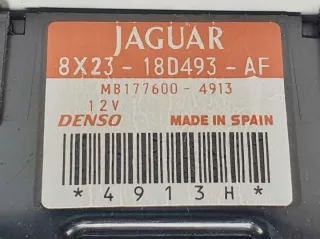 JAGUAR
8X23 - 18D493 - AF
MB177600 - 4913
12V
DENSO MADE IN SPAIN
*4913H*